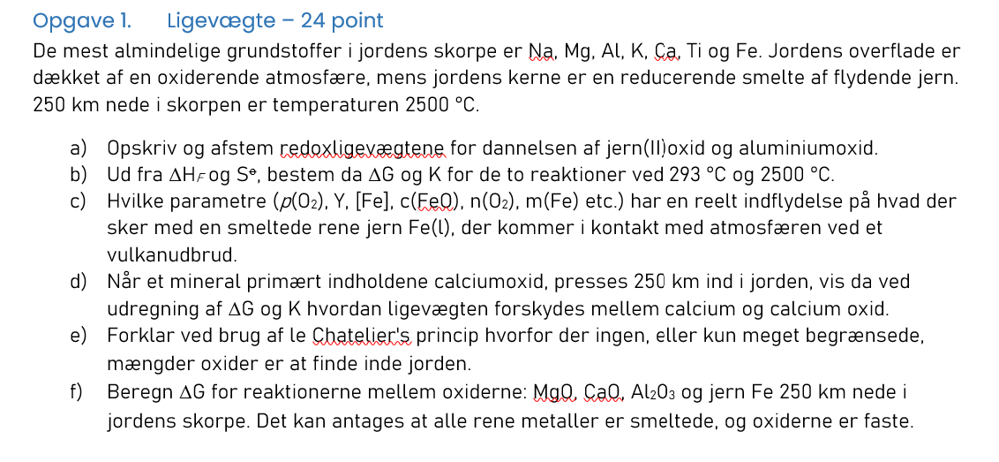 Opgave 1. Ligevægte – 24 point
De mest almindelige grundstoffer i jordens skorpe er Na, Mg, Al, K, Ca, Ti og Fe. Jordens overflade er
dækket af en oxiderende atmosfære, mens jordens kerne er en reducerende smelte af flydende jern.
250 km nede i skorpen er temperaturen 2500 °C.
a) Opskriv og afstem redoxligevægtene for dannelsen af jern(II)oxid og aluminiumoxid.
b) Ud fra ΔHF og S⦵, bestem da ΔG og K for de to reaktioner ved 293 °C og 2500 °C.
c) Hvilke parametre (p(O2), Y, [Fe], c(FeO), n(O2), m(Fe) etc.) har en reelt indflydelse på hvad der
sker med en smeltede rene jern Fe(l), der kommer i kontakt med atmosfæren ved et
vulkanudbrud.
d) Når et mineral primært indholdene calciumoxid, presses 250 km ind i jorden, vis da ved
udregning af ΔG og K hvordan ligevægten forskydes mellem calcium og calcium oxid.
e) Forklar ved brug af le Chatelier's princip hvorfor der ingen, eller kun meget begrænsede,
mængder oxider er at finde inde jorden.
f) Beregn ΔG for reaktionerne mellem oxiderne: MgO, CaO, Al2O3 og jern Fe 250 km nede i
jordens skorpe. Det kan antages at alle rene metaller er smeltede, og oxiderne er faste.